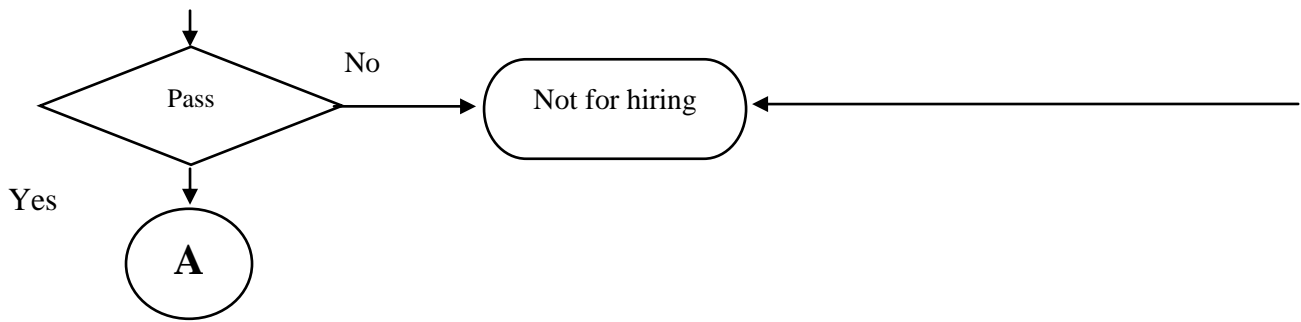 No
Pass
Not for hiring
Yes
A